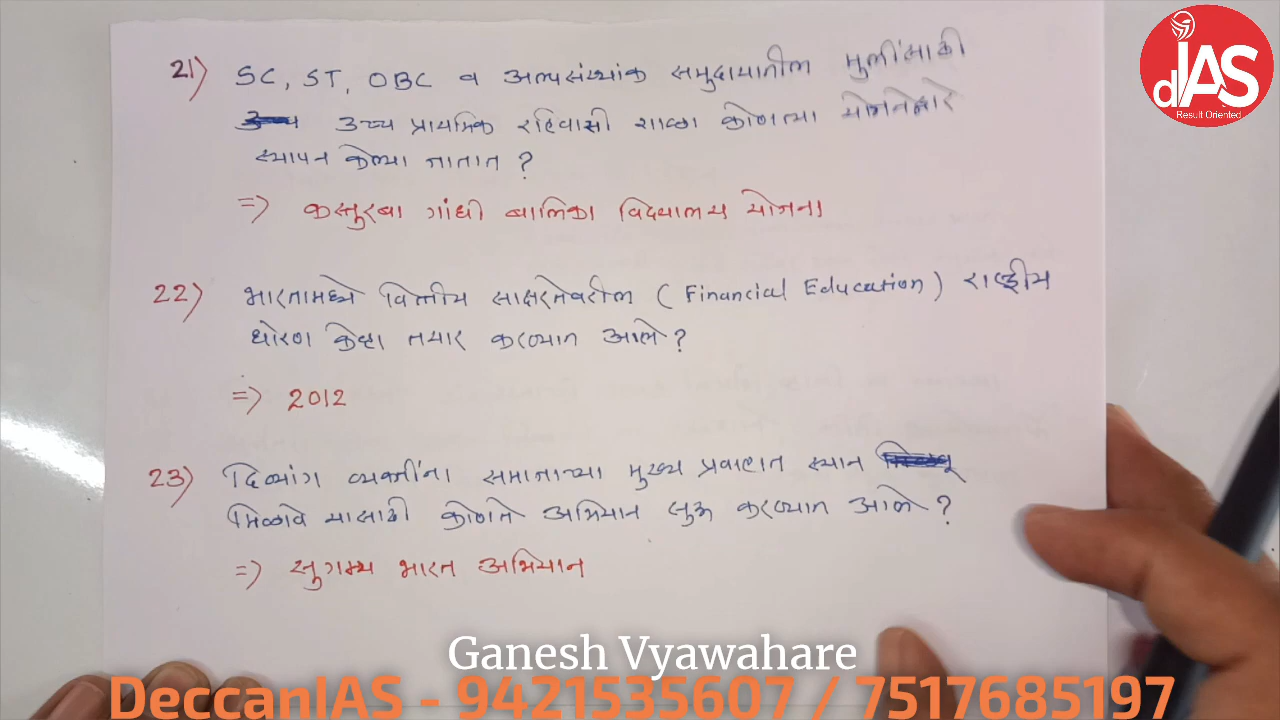 21) SC, ST, OBC व अल्पसंख्यांक समुदायातील मुलींसाठी
उच्च प्राथमिक रहिवासी शाळा कोणत्या योजनेद्वारे
स्थापन केल्या जातात ?
=> कस्तुरबा गांधी बालिका विद्यालय योजना
22) भारतामध्ये वित्तीय साक्षरतेवरील ( Financial Education ) राष्ट्रीय
धोरण केव्हा तयार करण्यात आले ?
=> 2012
23) दिव्यांग व्यक्तींना समाजाच्या मुख्य प्रवाहात स्थान
मिळावे यासाठी कोणते अभियान सुरू करण्यात आले ?
=> सुगम्य भारत अभियान
dIAS
Result Oriented
Ganesh Vyawahare
DeccanIAS - 9421535607 / 7517685197